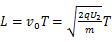 L = v₀T = √(2qU₂/m) T